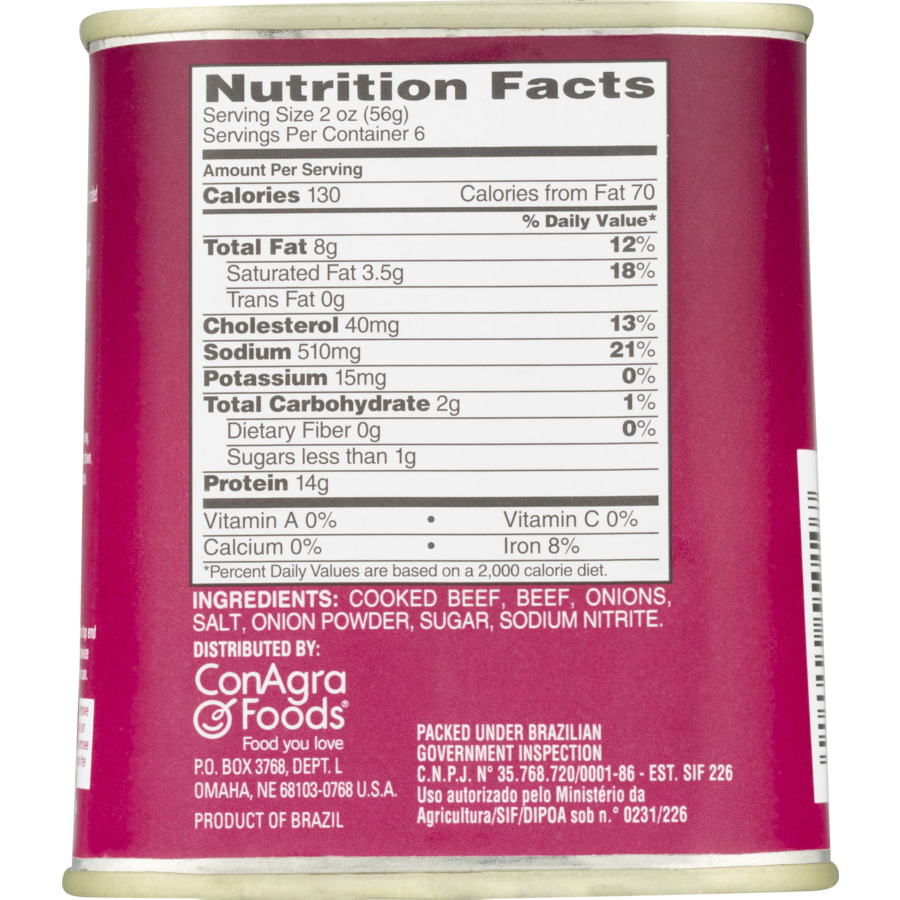 Nutrition Facts
Serving Size 2 oz (56g)
Servings Per Container 6
Amount Per Serving
Calories 130 Calories from Fat 70
% Daily Value*
Total Fat 8g 12%
Saturated Fat 3.5g 18%
Trans Fat 0g
Cholesterol 40mg 13%
Sodium 510mg 21%
Potassium 15mg 0%
Total Carbohydrate 2g 1%
Dietary Fiber 0g 0%
Sugars less than 1g
Protein 14g
Vitamin A 0% • Vitamin C 0%
Calcium 0% • Iron 8%
*Percent Daily Values are based on a 2,000 calorie diet.
INGREDIENTS: COOKED BEEF, BEEF, ONIONS,
SALT, ONION POWDER, SUGAR, SODIUM NITRITE.
DISTRIBUTED BY:
ConAgra
Foods®
Food you love
P.O. BOX 3768, DEPT. L
OMAHA, NE 68103-0768 U.S.A.
PRODUCT OF BRAZIL
PACKED UNDER BRAZILIAN
GOVERNMENT INSPECTION
C.N.P.J. N° 35.768.720/0001-86 - EST. SIF 226
Uso autorizado pelo Ministério da
Agricultura/SIF/DIPOA sob n.° 0231/226